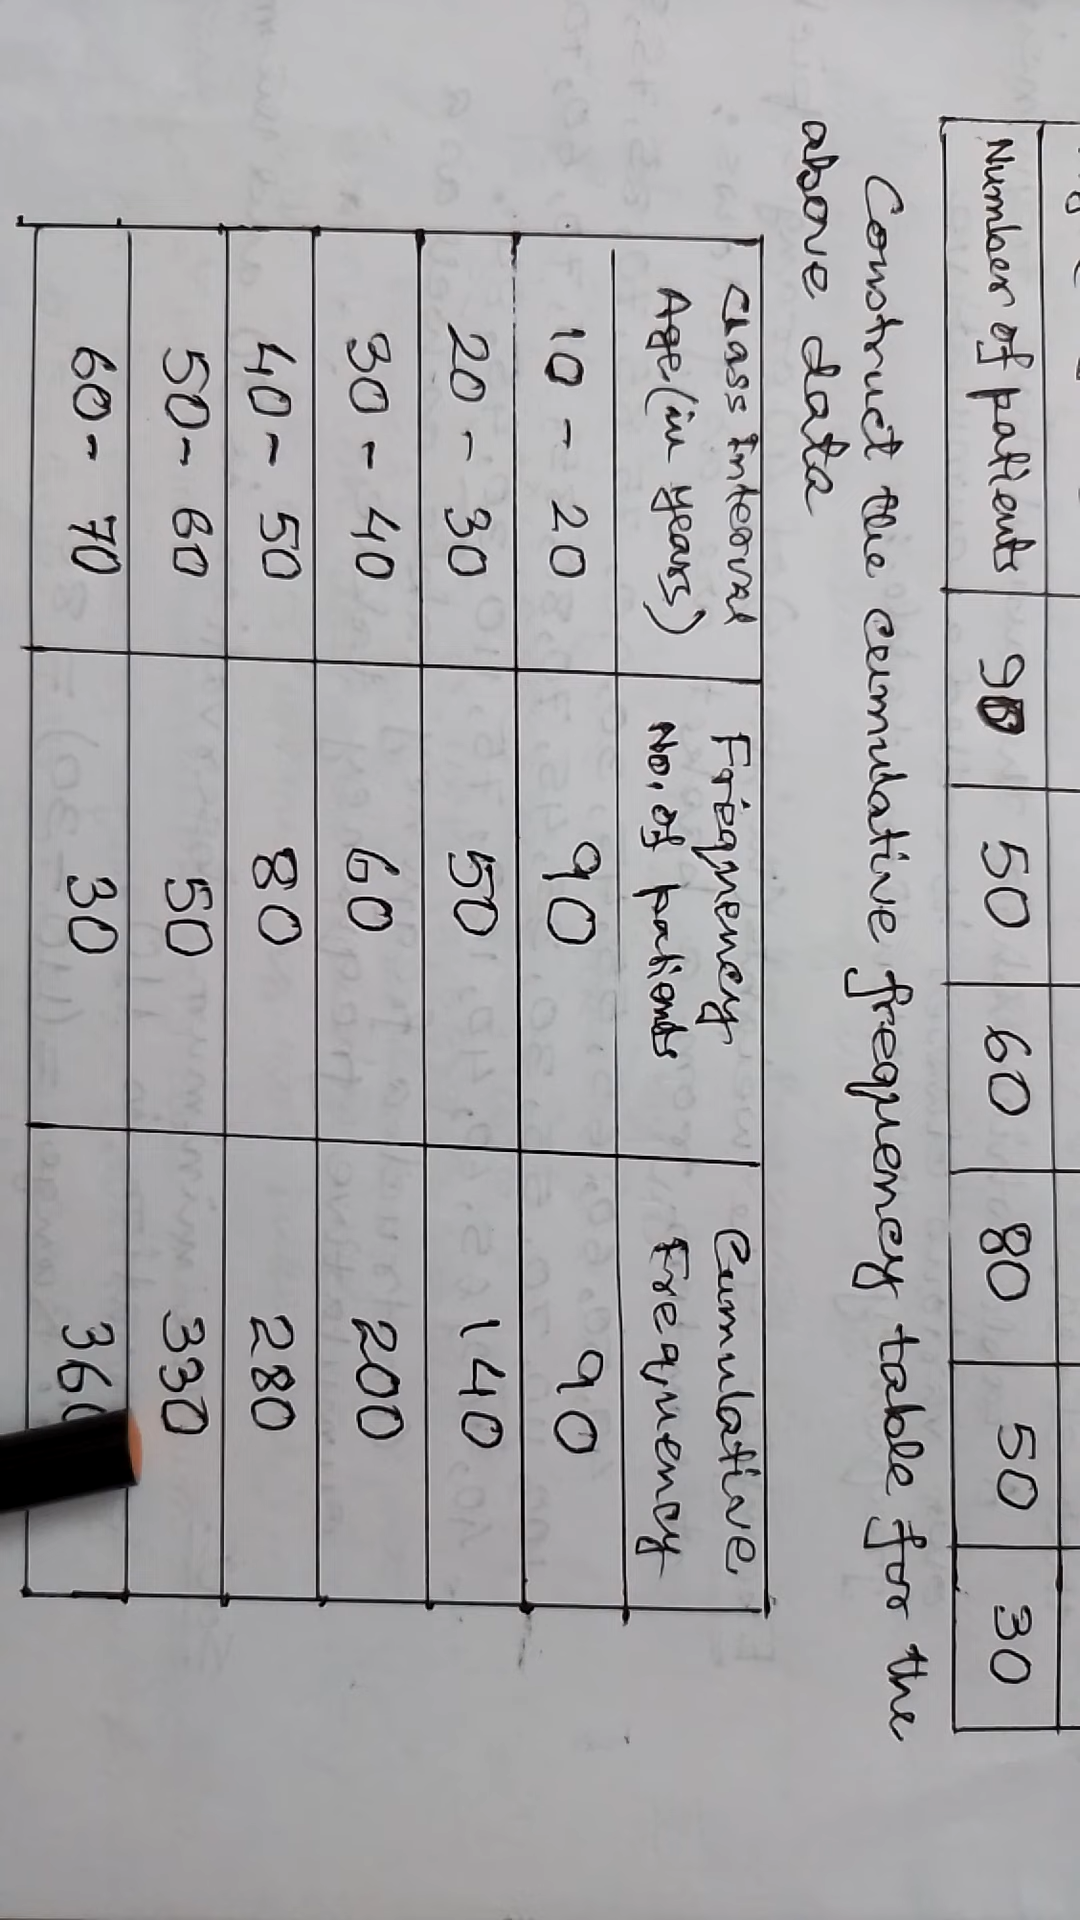 Number of patients 90 50 60 80 50 30
Construct the cumulative frequency table for the
above data
Class Interval Frequency Cumulative
Age (in years) No. of patients Frequency
10 - 20 90 90
20 - 30 50 140
30 - 40 60 200
40 - 50 80 280
50 - 60 50 330
60 - 70 30 360